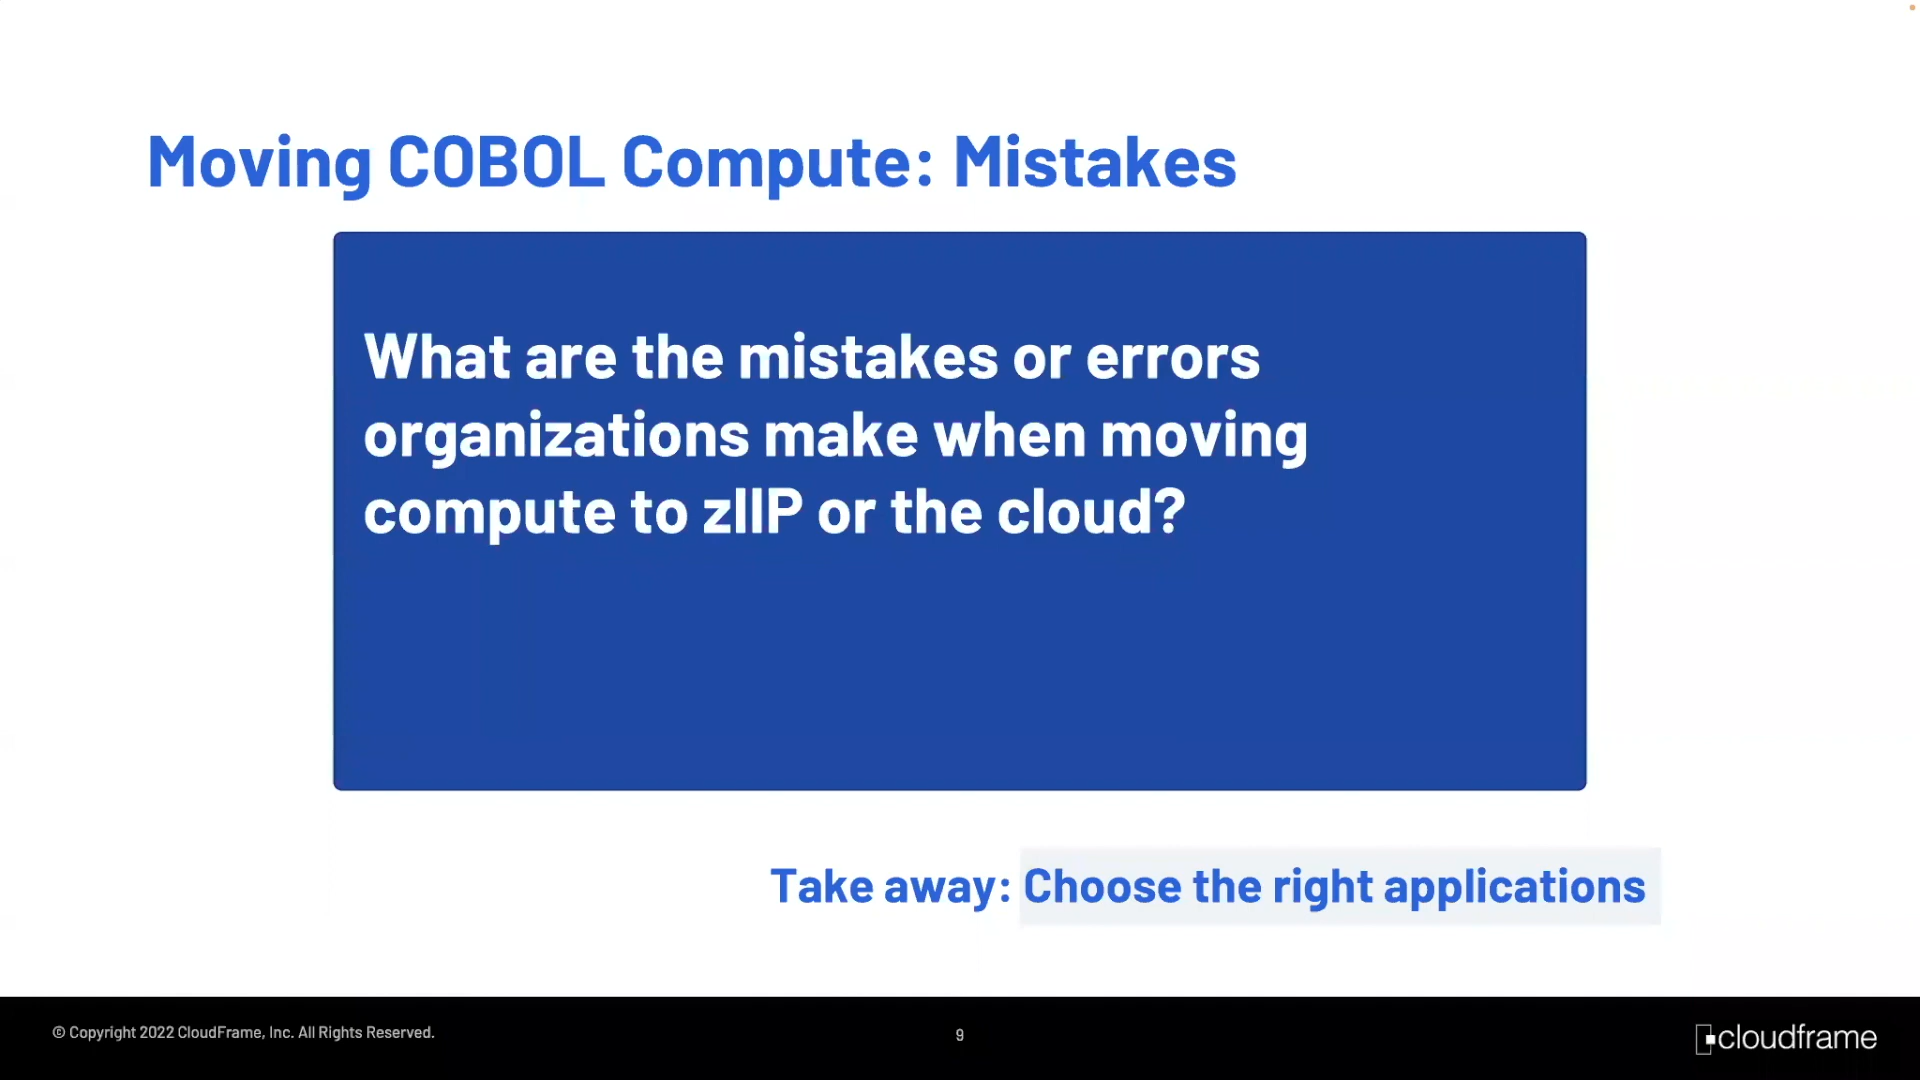 Moving COBOL Compute: Mistakes
What are the mistakes or errors
organizations make when moving
compute to zIIP or the cloud?
Take away: Choose the right applications
© Copyright 2022 CloudFrame, Inc. All Rights Reserved.
9
cloudframe